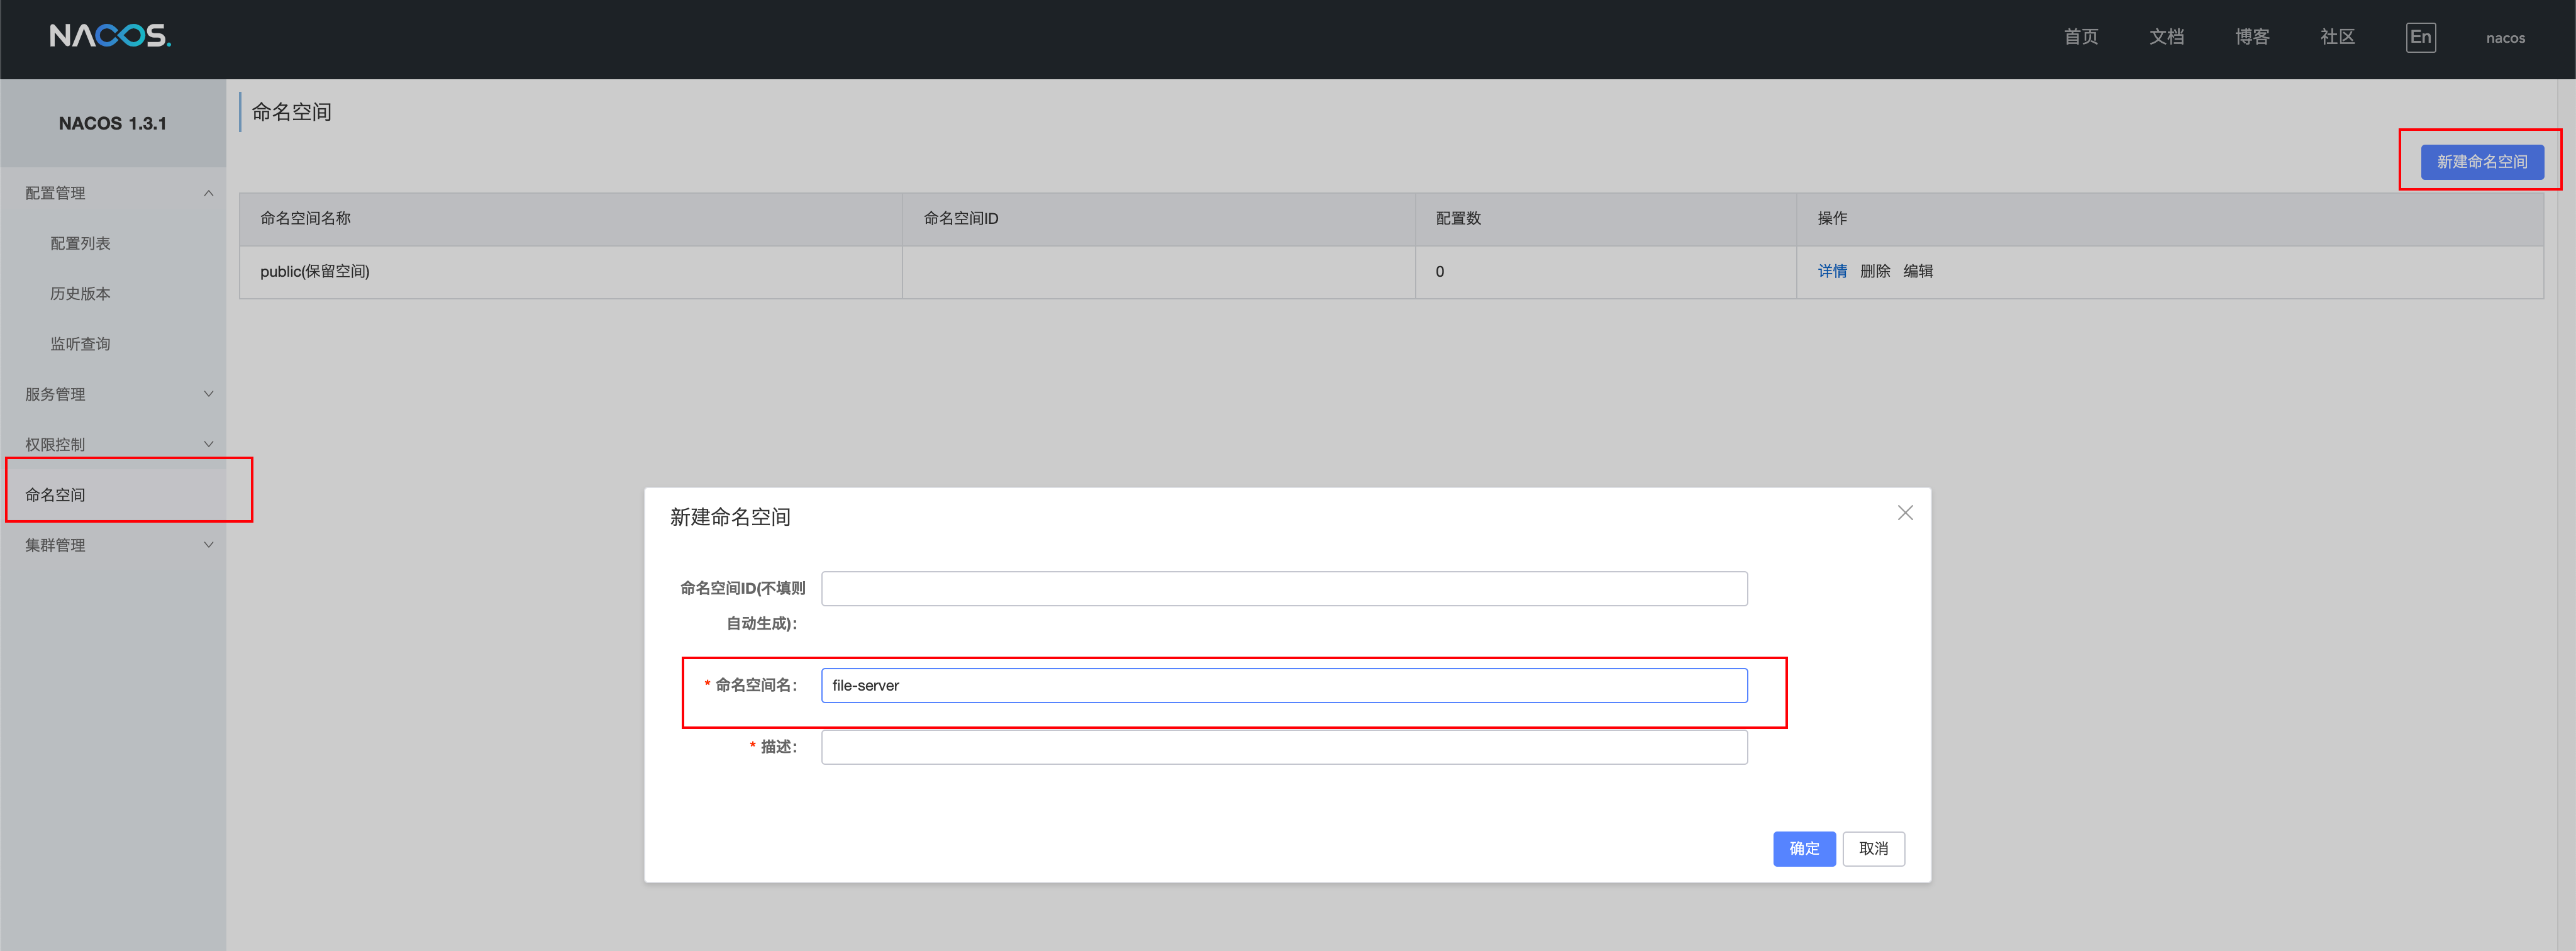 NACOS.
首页 文档 博客 社区 En nacos
NACOS 1.3.1
配置管理
配置列表
历史版本
监听查询
服务管理
权限控制
命名空间
集群管理
命名空间
新建命名空间
命名空间名称 命名空间ID 配置数 操作
public(保留空间) 0 详情 删除 编辑
新建命名空间
命名空间ID(不填则
自动生成)：
* 命名空间名： file-server
* 描述：
确定 取消